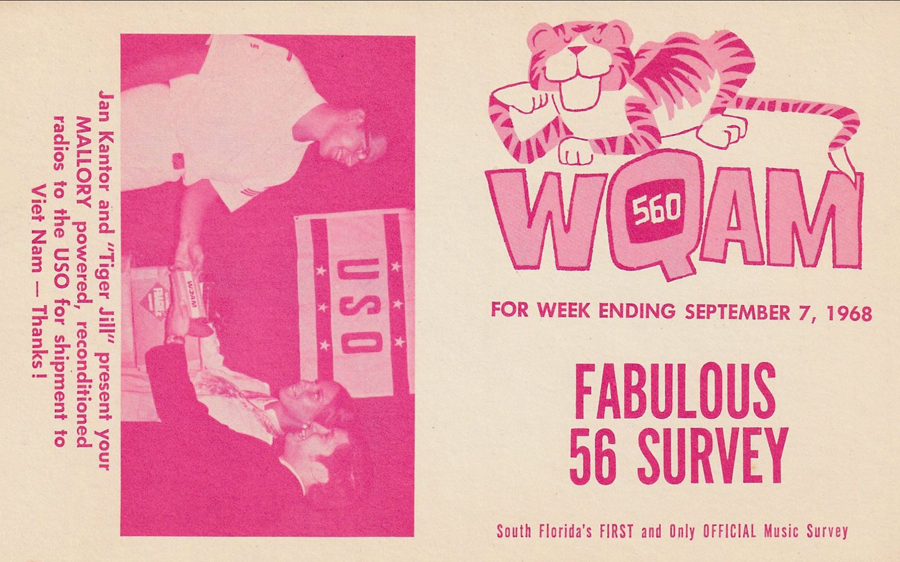 Jan Kantor and "Tiger Jill" present your
MALLORY powered, reconditioned
radios to the USO for shipment to
Viet Nam — Thanks!
USO
WQAM
WQAM
560
FOR WEEK ENDING SEPTEMBER 7, 1968
FABULOUS
56 SURVEY
South Florida's FIRST and Only OFFICIAL Music Survey